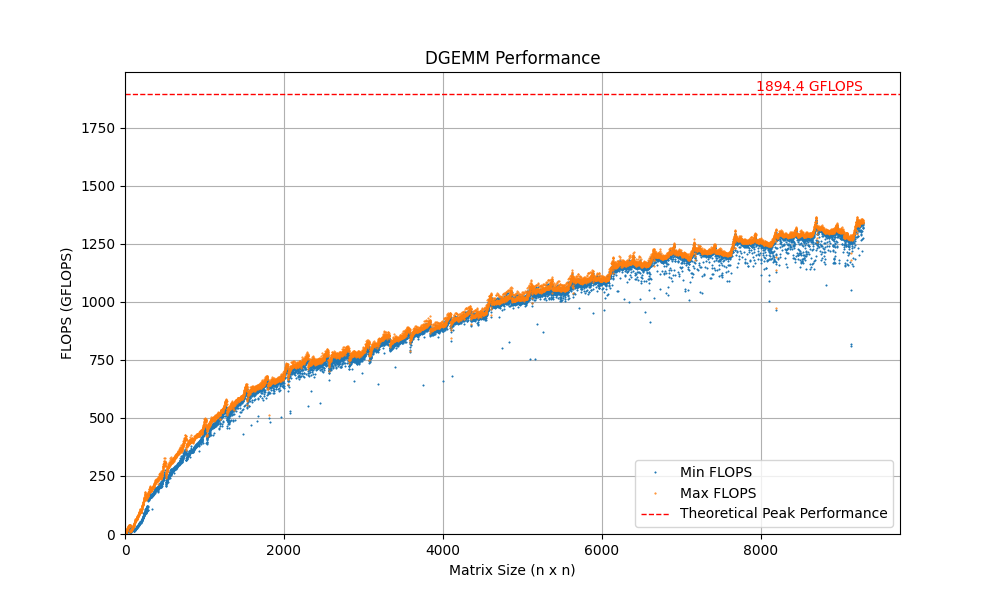 DGEMM Performance
1894.4 GFLOPS
1750
1500
1250
1000
750
500
250
0
FLOPS (GFLOPS)
Min FLOPS
Max FLOPS
Theoretical Peak Performance
0 2000 4000 6000 8000
Matrix Size (n x n)